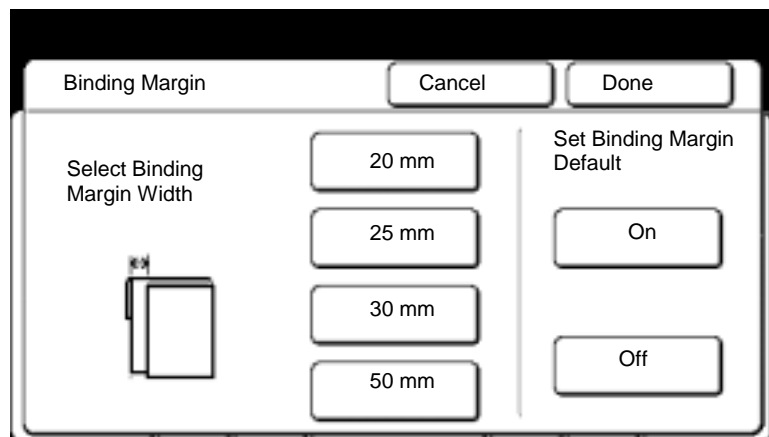 Binding Margin
Cancel
Done
Select Binding
Margin Width
20 mm
25 mm
30 mm
50 mm
Set Binding Margin
Default
On
Off